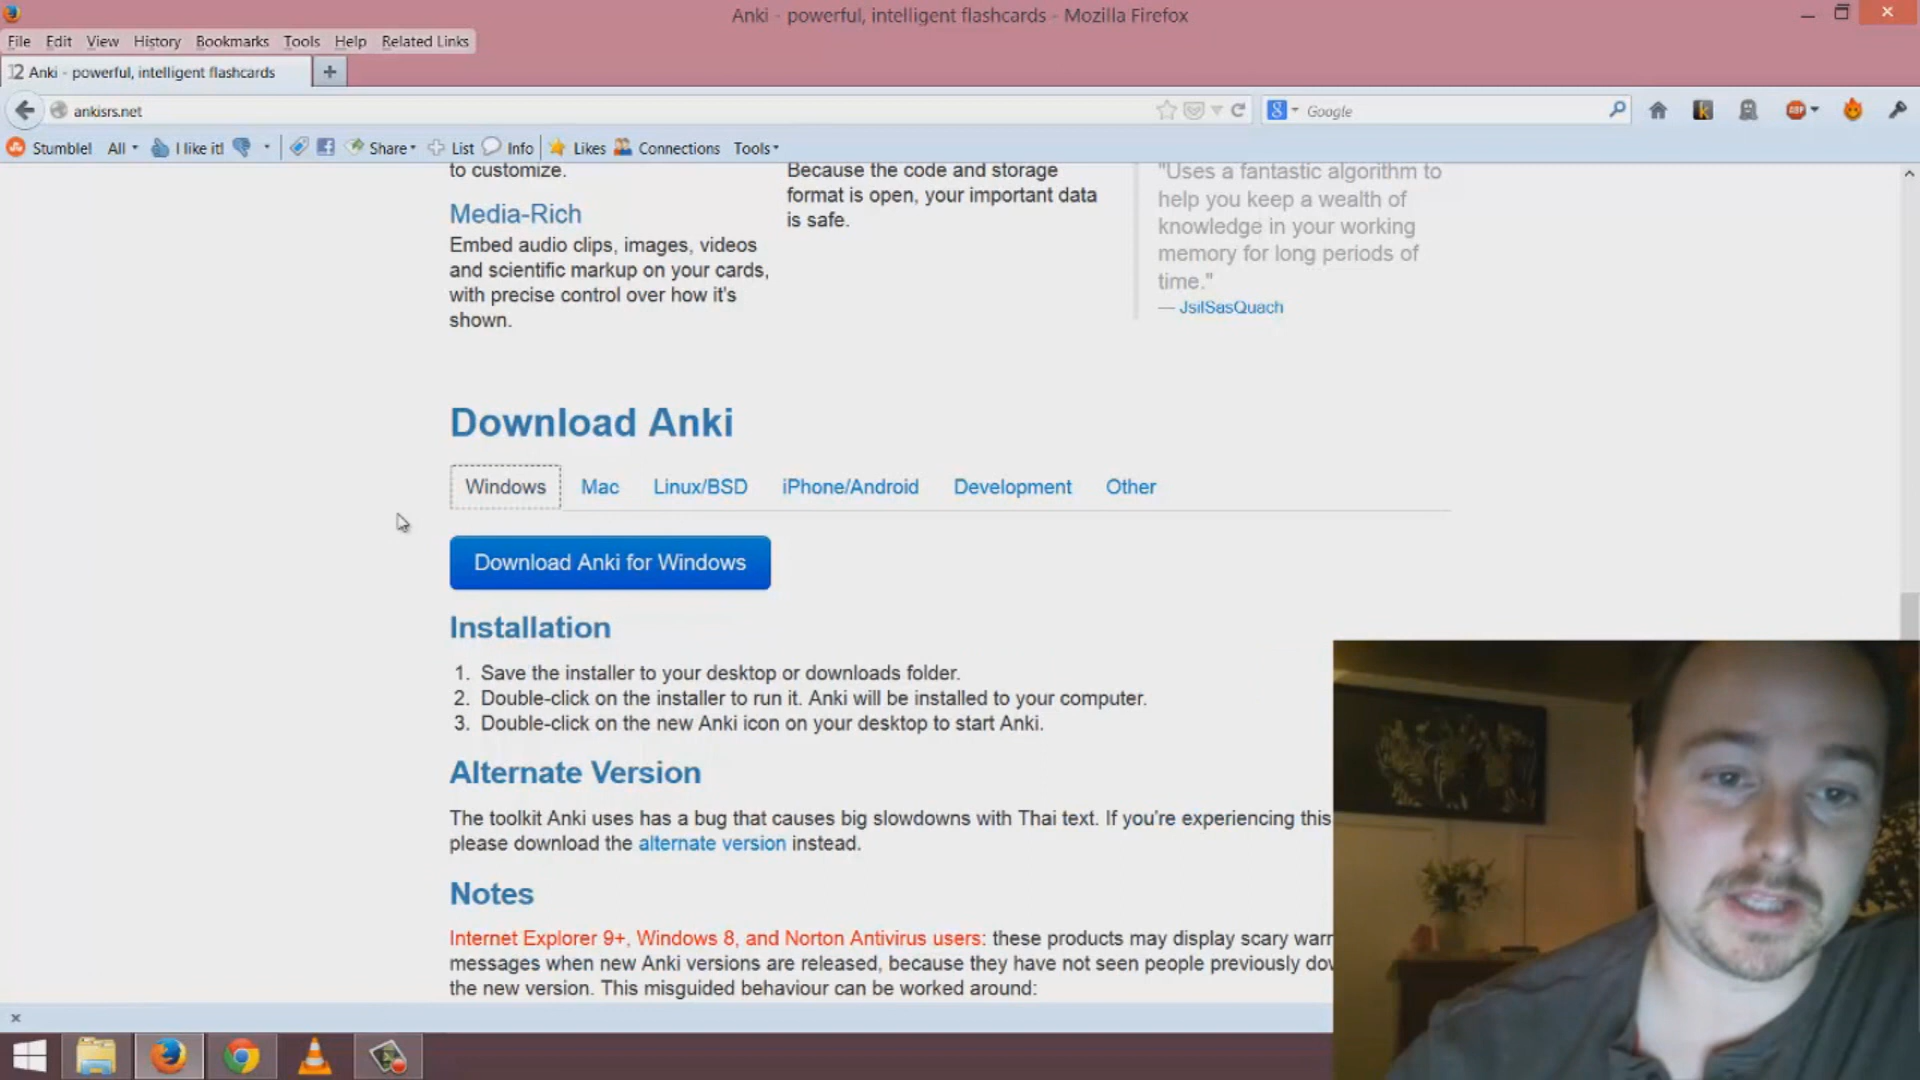 Anki - powerful, intelligent flashcards - Mozilla Firefox
File Edit View History Bookmarks Tools Help Related Links
12 Anki - powerful, intelligent flashcards
ankisrs.net
Google
Stumble! All I like it! Share List Info Likes Connections Tools
to customize.
Media-Rich
Embed audio clips, images, videos
and scientific markup on your cards,
with precise control over how it's
shown.
Because the code and storage
format is open, your important data
is safe.
"Uses a fantastic algorithm to
help you keep a wealth of
knowledge in your working
memory for long periods of
time."
— JsilSasQuach
Download Anki
Windows Mac Linux/BSD iPhone/Android Development Other
Download Anki for Windows
Installation
1. Save the installer to your desktop or downloads folder.
2. Double-click on the installer to run it. Anki will be installed to your computer.
3. Double-click on the new Anki icon on your desktop to start Anki.
Alternate Version
The toolkit Anki uses has a bug that causes big slowdowns with Thai text. If you're experiencing this
please download the alternate version instead.
Notes
Internet Explorer 9+, Windows 8, and Norton Antivirus users: these products may display scary
messages when new Anki versions are released, because they have not seen people previously
the new version. This misguided behaviour can be worked around: